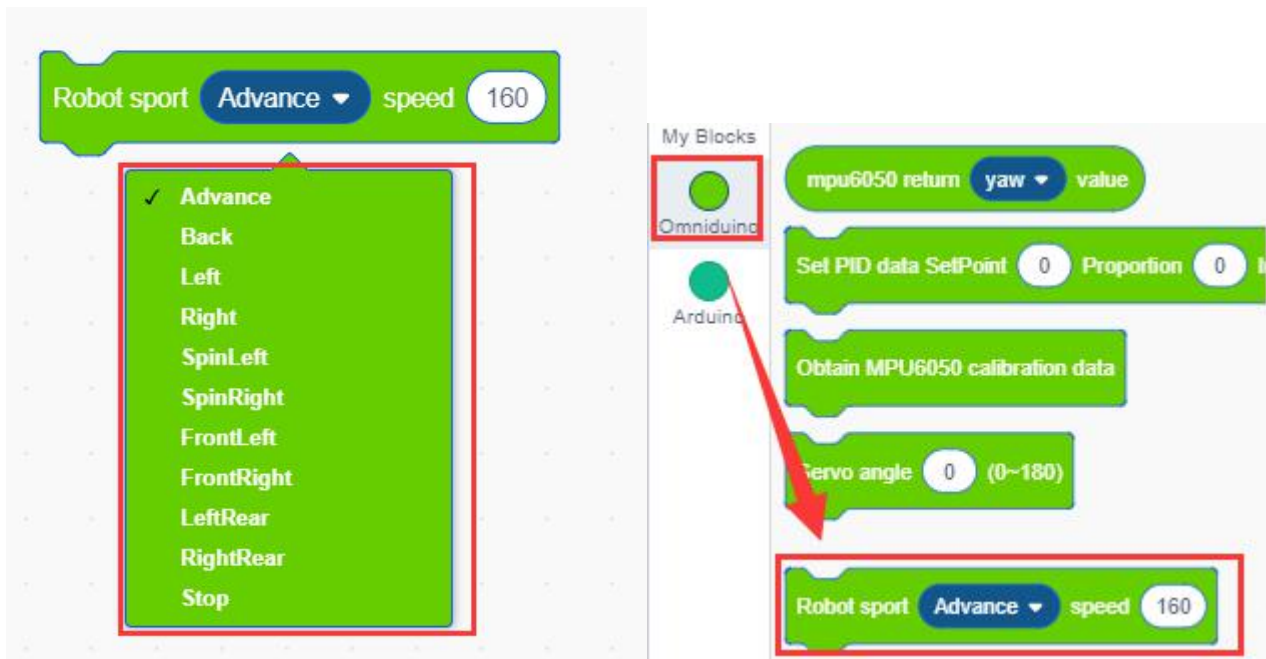 Robot sport Advance speed 160
Advance
Back
Left
Right
SpinLeft
SpinRight
FrontLeft
FrontRight
LeftRear
RightRear
Stop
My Blocks
Omniduino
Arduino
mpu6050 return yaw value
Set PID data SetPoint 0 Proportion 0
Obtain MPU6050 calibration data
Servo angle 0 (0~180)
Robot sport Advance speed 160